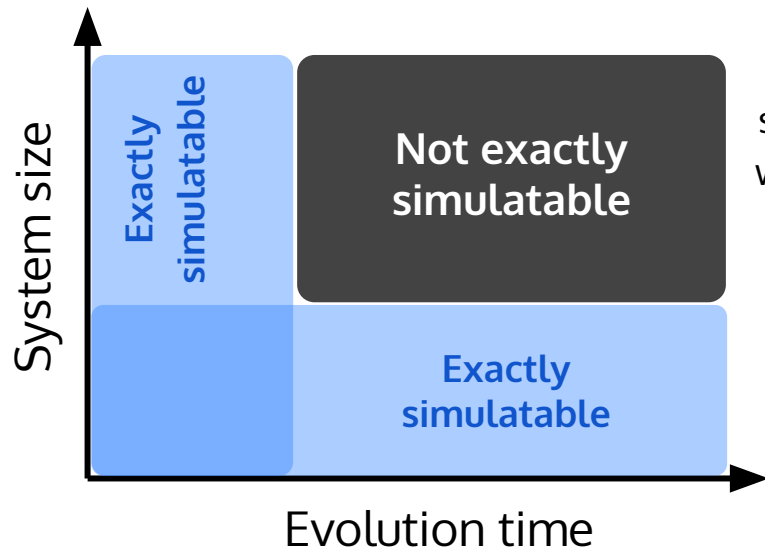 System size
Exactly
simulatable
Not exactly
simulatable
Exactly
simulatable
Evolution time